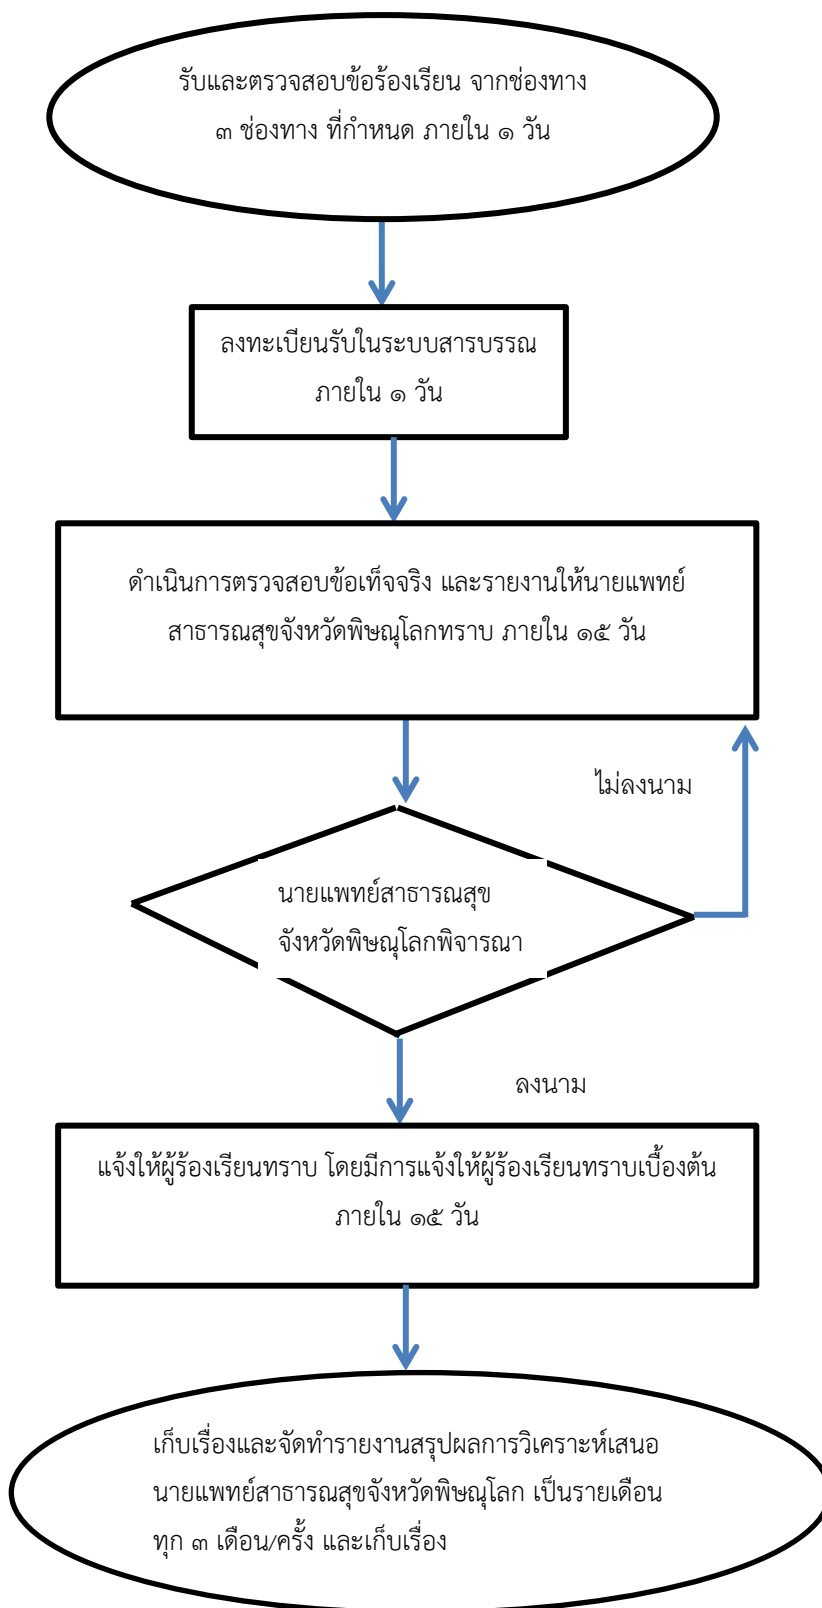 รับและตรวจสอบข้อร้องเรียน จากช่องทาง
๓ ช่องทาง ที่กำหนด ภายใน ๑ วัน
ลงทะเบียนรับในระบบสารบรรณ
ภายใน ๑ วัน
ดำเนินการตรวจสอบข้อเท็จจริง และรายงานให้นายแพทย์
สาธารณสุขจังหวัดพิษณุโลกทราบ ภายใน ๑๕ วัน
ไม่ลงนาม
นายแพทย์สาธารณสุข
จังหวัดพิษณุโลกพิจารณา
ลงนาม
แจ้งให้ผู้ร้องเรียนทราบ โดยมีการแจ้งให้ผู้ร้องเรียนทราบเบื้องต้น
ภายใน ๑๕ วัน
เก็บเรื่องและจัดทำรายงานสรุปผลการวิเคราะห์เสนอ
นายแพทย์สาธารณสุขจังหวัดพิษณุโลก เป็นรายเดือน
ทุก ๓ เดือน/ครั้ง และเก็บเรื่อง